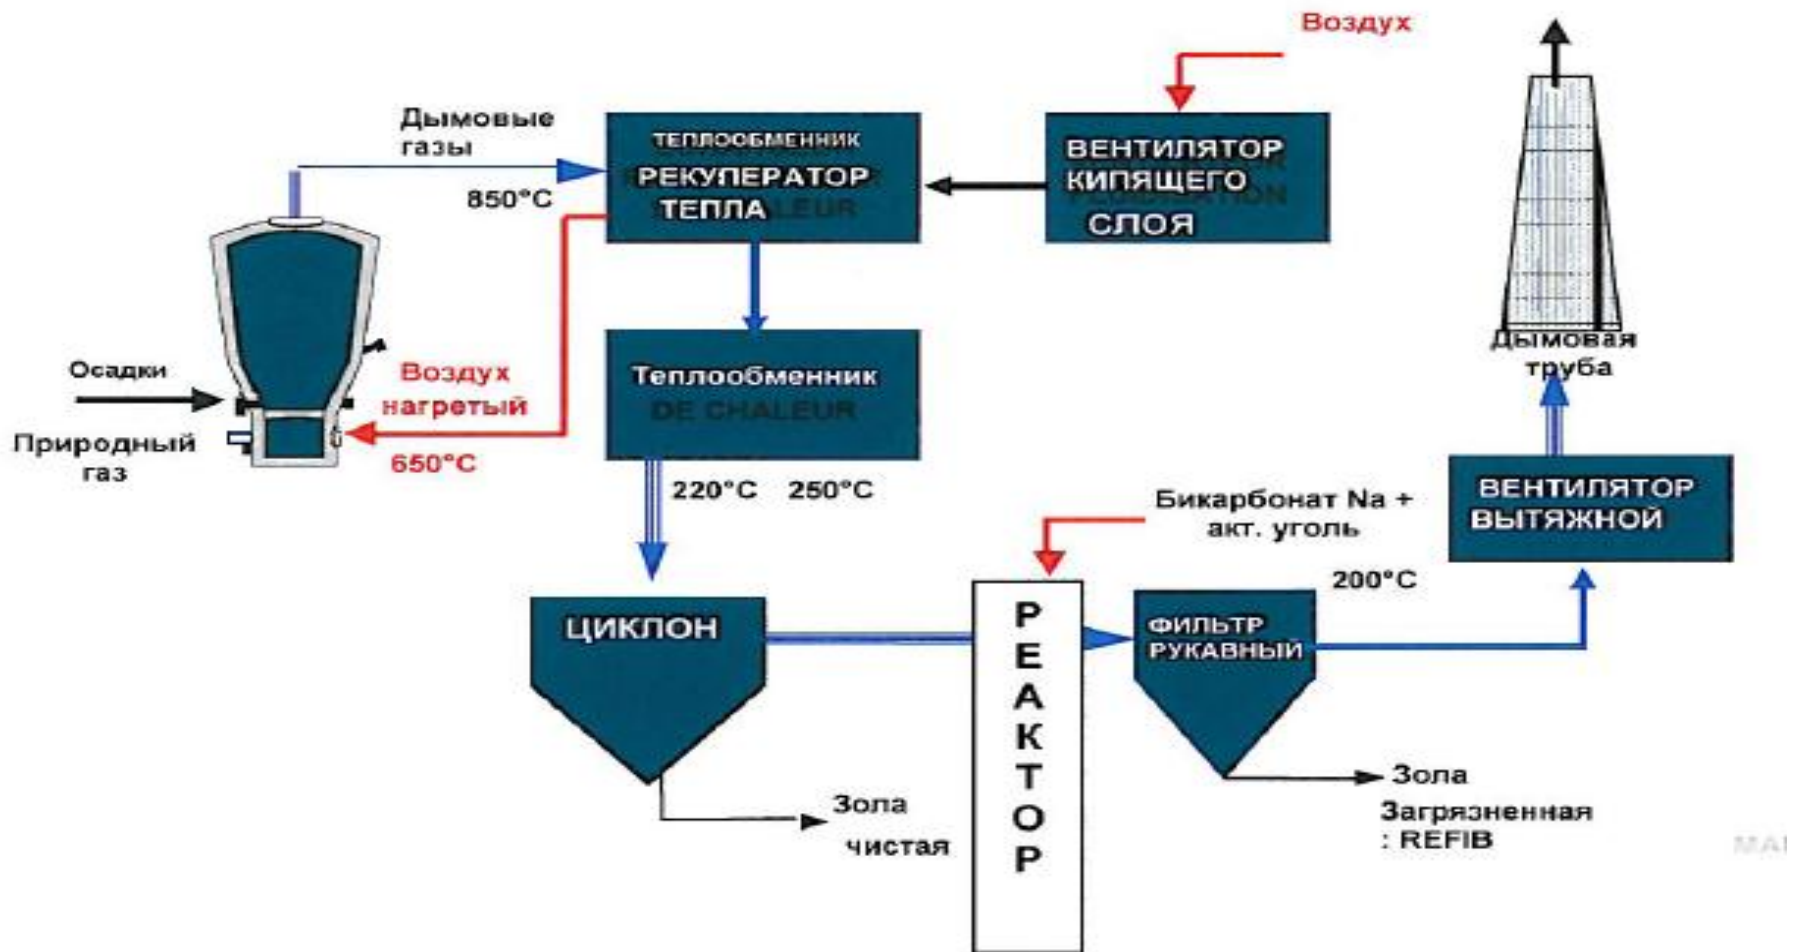 Воздух
Дымовые
газы
850°C
ТЕПЛООБМЕННИК
РЕКУПЕРАТОР
ТЕПЛА
ALEUR
ВЕНТИЛЯТОР
КИПЯЩЕГО
СЛОЯ
Дымовая
труба
Осадки
Природный
газ
Воздух
нагретый
650°C
Теплообменник
DE CHALEUR
220°C 250°C
Бикарбонат Na +
акт. уголь
ВЕНТИЛЯТОР
ВЫТЯЖНОЙ
200°C
ЦИКЛОН
Р
Е
А
К
Т
О
Р
ФИЛЬТР
РУКАВНЫЙ
Зола
чистая
Зола
Загрязненная
: REFIB